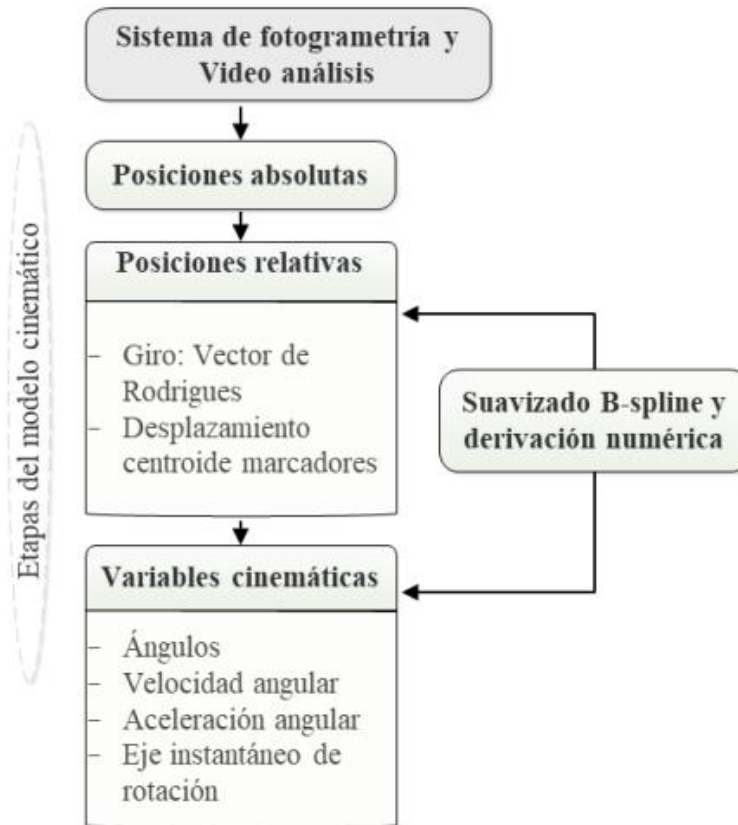 Sistema de fotogrametría y
Video análisis
Etapas del modelo cinemático
Posiciones absolutas
Posiciones relativas
– Giro: Vector de
Rodrigues
– Desplazamiento
centroide marcadores
Suavizado B-spline y
derivación numérica
Variables cinemáticas
– Ángulos
– Velocidad angular
– Aceleración angular
– Eje instantáneo de
rotación